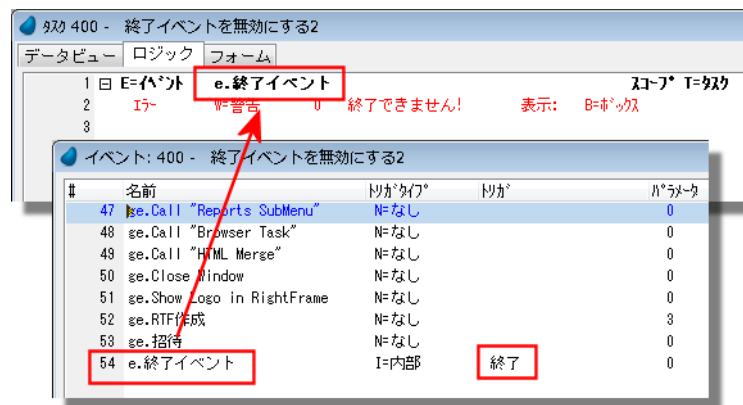 ﾀｽｸ 400 - 終了イベントを無効にする2
データビュー ロジック フォーム
1 E=ｲﾍﾞﾝﾄ e.終了イベント ｽｺｰﾌﾟ T=ﾀｽｸ
2 ｴﾗｰ W=警告 0 終了できません! 表示: B=ﾎﾞｯｸｽ
3
イベント: 400 - 終了イベントを無効にする2
# 名前 ﾄﾘｶﾞﾀｲﾌﾟ ﾄﾘｶﾞ ﾊﾟﾗﾒｰﾀ
47 ge.Call "Reports SubMenu" N=なし 0
48 ge.Call "Browser Task" N=なし 0
49 ge.Call "HTML Merge" N=なし 0
50 ge.Close Window N=なし 0
51 ge.Show Logo in RightFrame N=なし 0
52 ge.RTF作成 N=なし 3
53 ge.招待 N=なし 0
54 e.終了イベント I=内部 終了 0